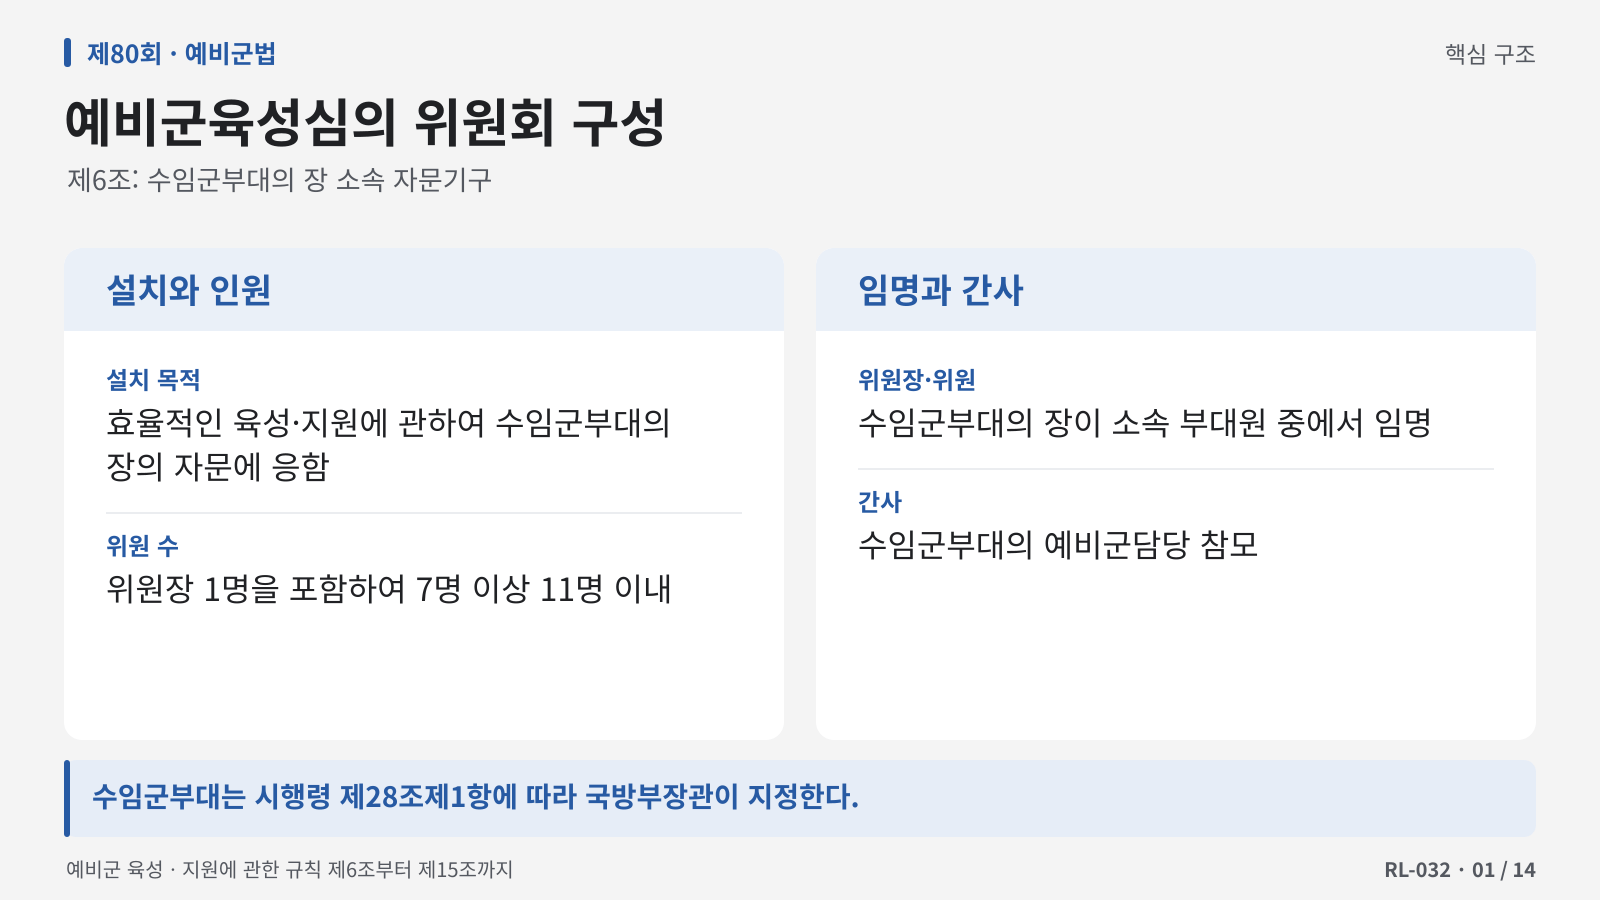 제80회 · 예비군법
핵심 구조
예비군육성심의 위원회 구성
제6조: 수임군부대의 장 소속 자문기구
설치와 인원
설치 목적
효율적인 육성·지원에 관하여 수임군부대의
장의 자문에 응함
위원 수
위원장 1명을 포함하여 7명 이상 11명 이내
임명과 간사
위원장·위원
수임군부대의 장이 소속 부대원 중에서 임명
간사
수임군부대의 예비군담당 참모
수임군부대는 시행령 제28조제1항에 따라 국방부장관이 지정한다.
예비군 육성 · 지원에 관한 규칙 제6조부터 제15조까지
RL-032 · 01 / 14